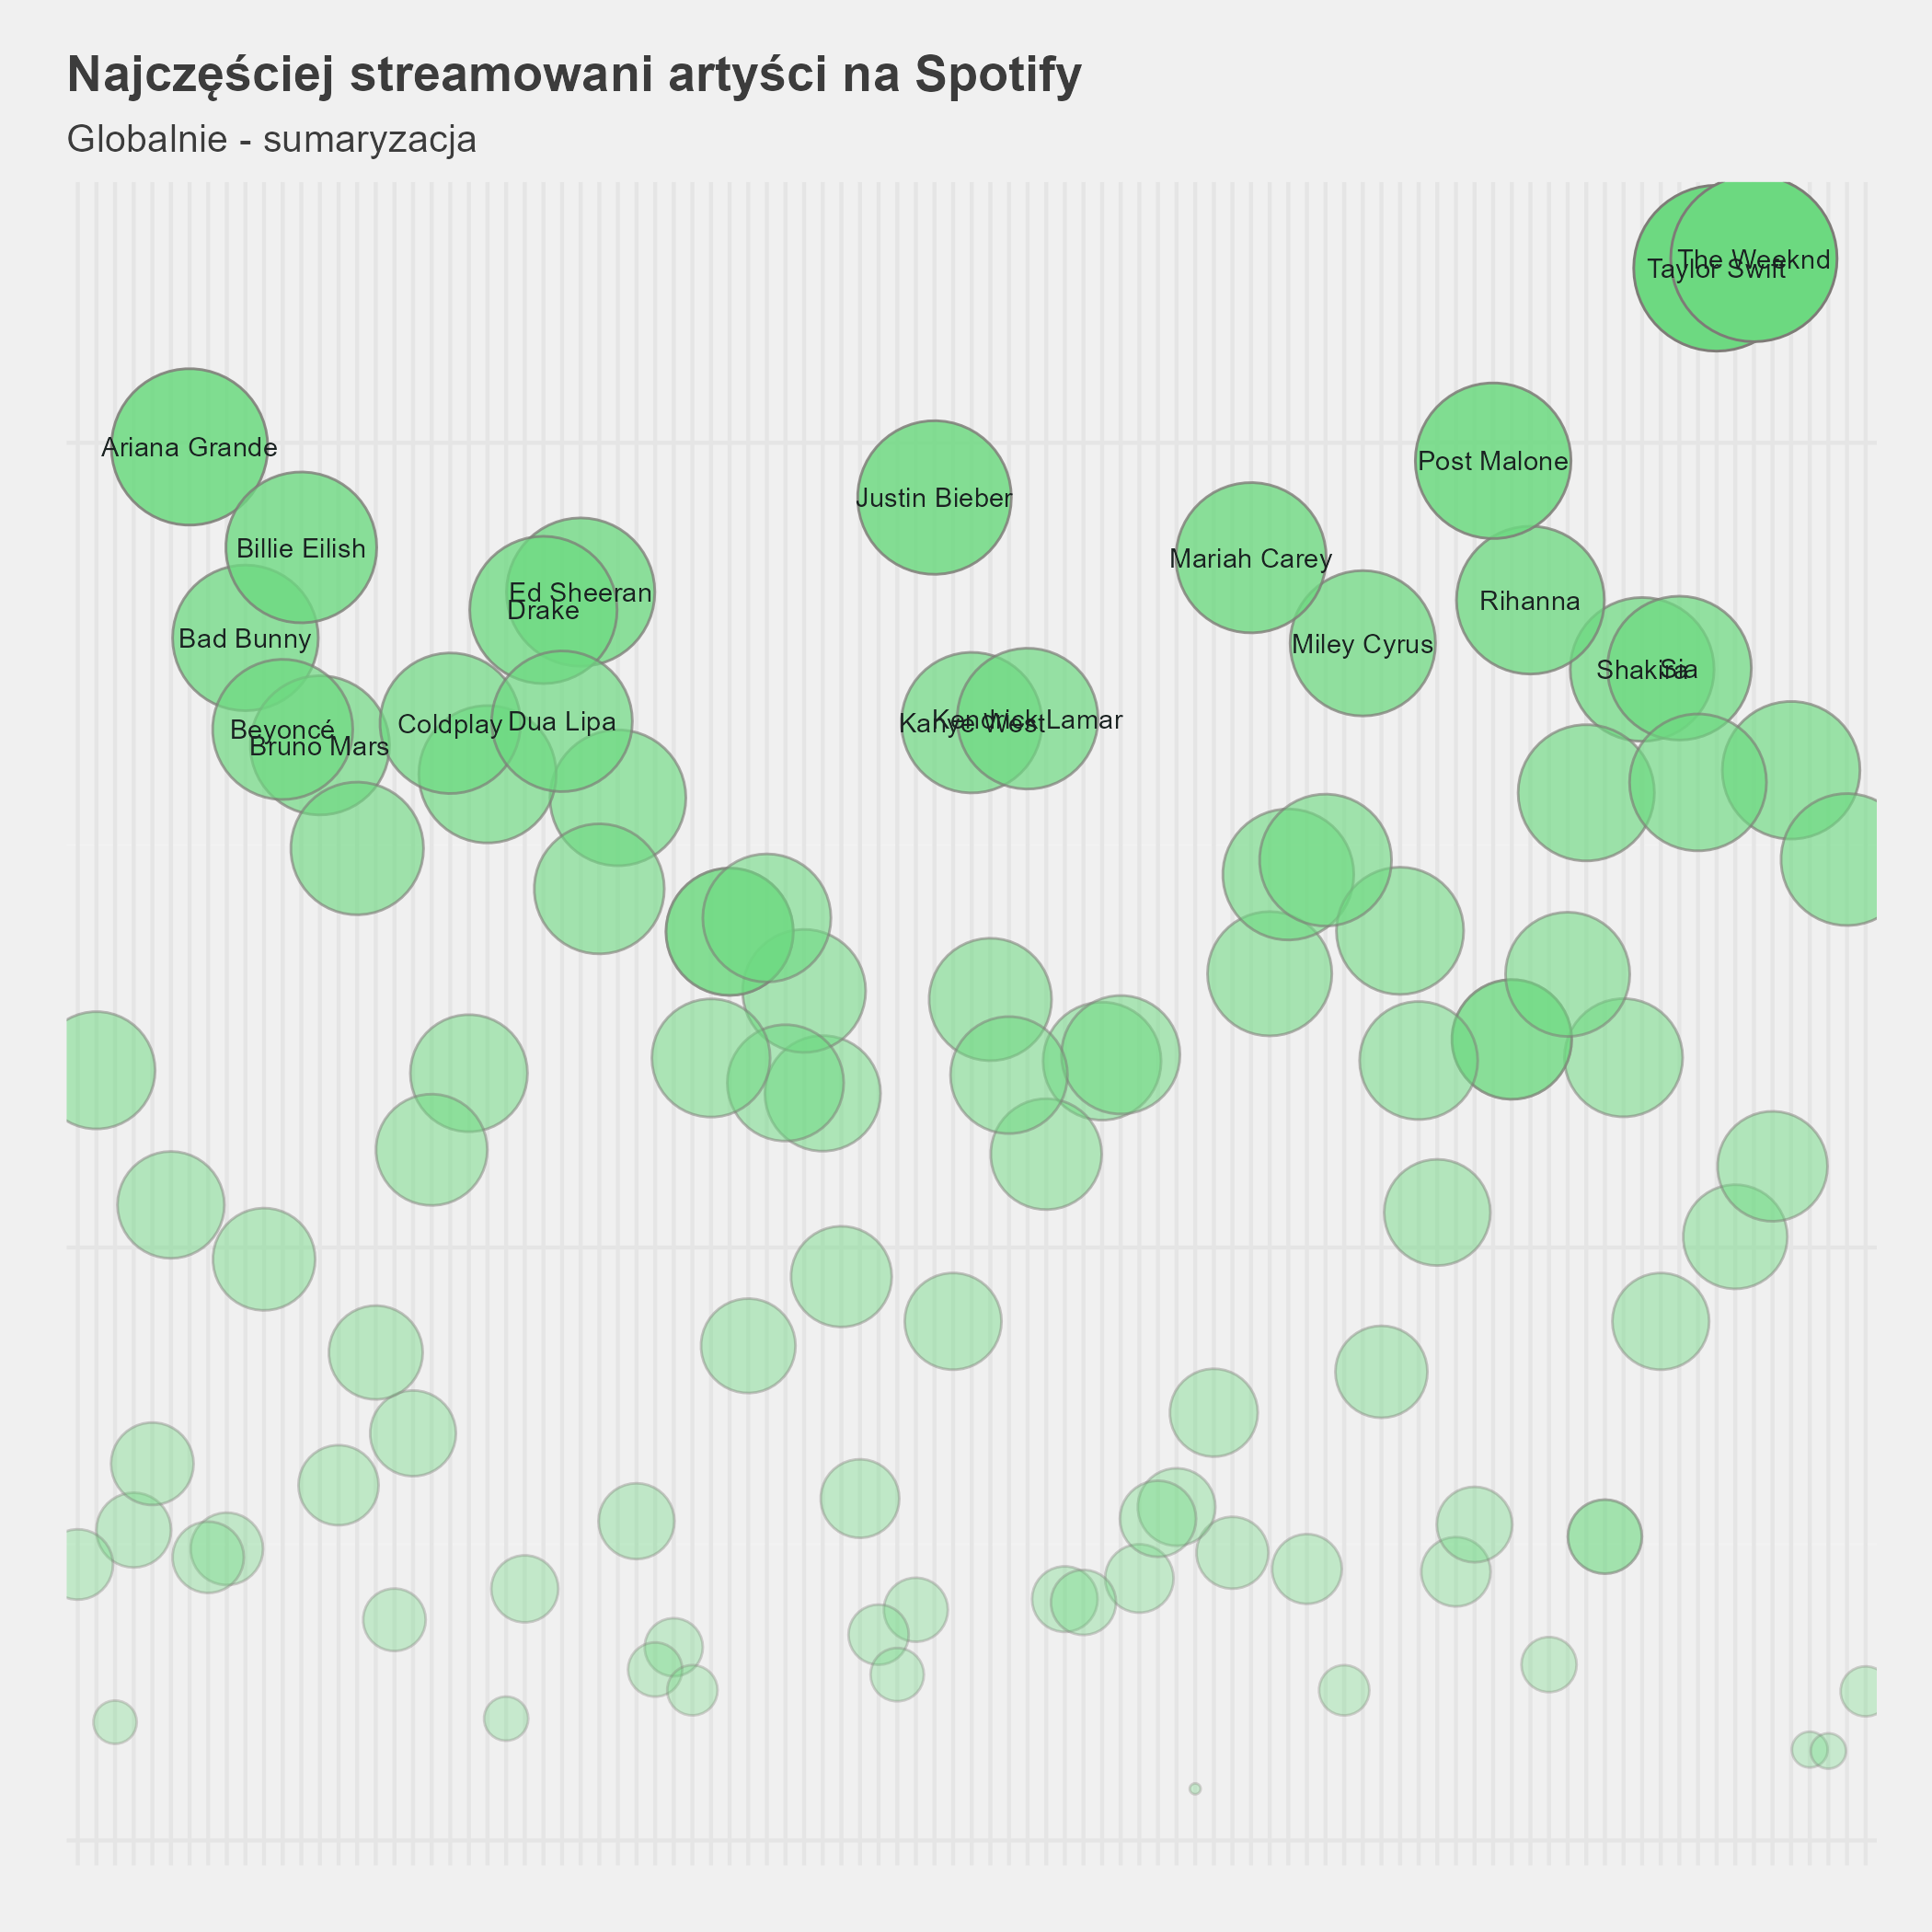 Najczęściej streamowani artyści na Spotify
Globalnie - sumaryzacja
The Weeknd
Taylor Swift
Ariana Grande
Post Malone
Justin Bieber
Billie Eilish
Mariah Carey
Ed Sheeran
Rihanna
Drake
Bad Bunny
Miley Cyrus
Sia
Shakira
Kendrick Lamar
Dua Lipa
Kanye West
Coldplay
Beyoncé
Bruno Mars